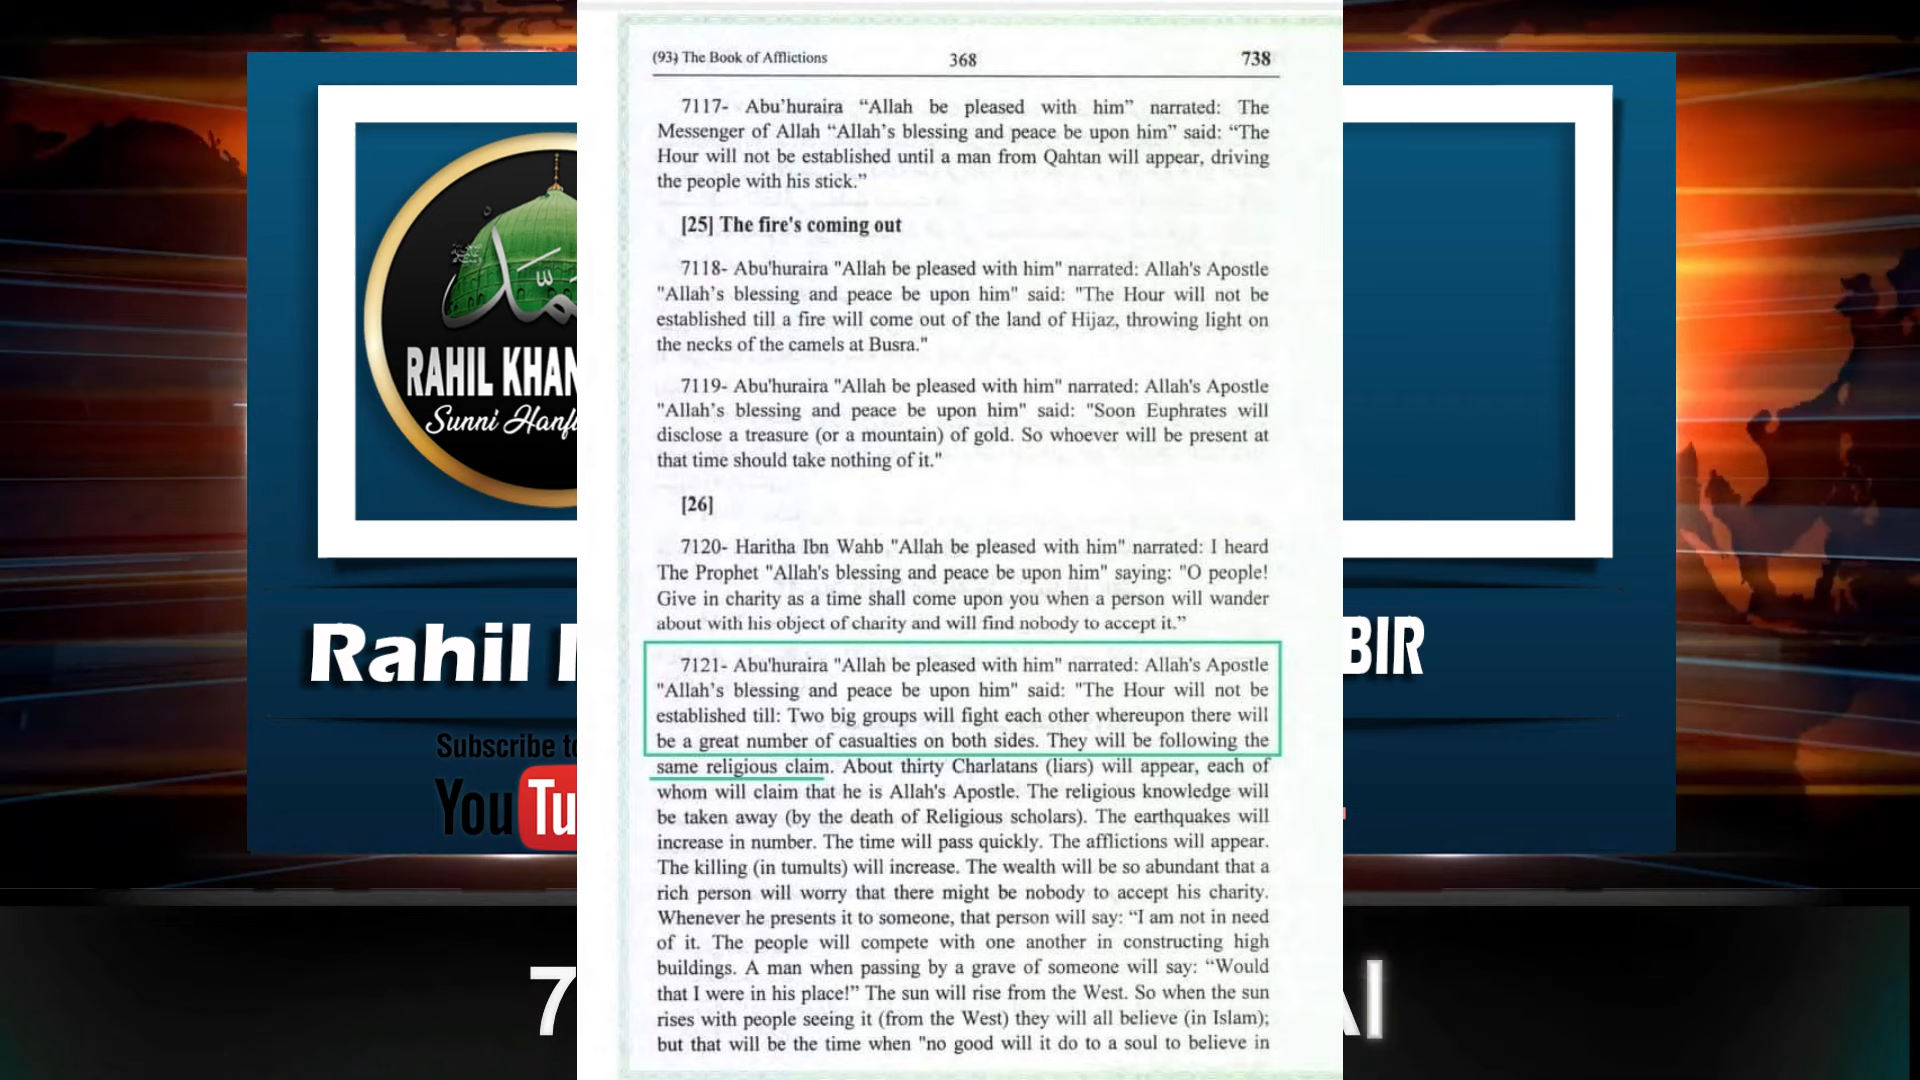 (93) The Book of Afflictions 368 738
7117- Abu’huraira “Allah be pleased with him” narrated: The
Messenger of Allah “Allah’s blessing and peace be upon him” said: “The
Hour will not be established until a man from Qahtan will appear, driving
the people with his stick.”
[25] The fire's coming out
7118- Abu'huraira "Allah be pleased with him" narrated: Allah's Apostle
"Allah’s blessing and peace be upon him" said: "The Hour will not be
established till a fire will come out of the land of Hijaz, throwing light on
the necks of the camels at Busra."
7119- Abu'huraira "Allah be pleased with him" narrated: Allah's Apostle
"Allah’s blessing and peace be upon him" said: "Soon Euphrates will
disclose a treasure (or a mountain) of gold. So whoever will be present at
that time should take nothing of it."
[26]
7120- Haritha Ibn Wahb "Allah be pleased with him" narrated: I heard
The Prophet "Allah's blessing and peace be upon him" saying: "O people!
Give in charity as a time shall come upon you when a person will wander
about with his object of charity and will find nobody to accept it.”
7121- Abu'huraira "Allah be pleased with him" narrated: Allah's Apostle
"Allah’s blessing and peace be upon him" said: "The Hour will not be
established till: Two big groups will fight each other whereupon there will
be a great number of casualties on both sides. They will be following the
same religious claim. About thirty Charlatans (liars) will appear, each of
whom will claim that he is Allah's Apostle. The religious knowledge will
be taken away (by the death of Religious scholars). The earthquakes will
increase in number. The time will pass quickly. The afflictions will appear.
The killing (in tumults) will increase. The wealth will be so abundant that a
rich person will worry that there might be nobody to accept his charity.
Whenever he presents it to someone, that person will say: “I am not in need
of it. The people will compete with one another in constructing high
buildings. A man when passing by a grave of someone will say: “Would
that I were in his place!” The sun will rise from the West. So when the sun
rises with people seeing it (from the West) they will all believe (in Islam);
but that will be the time when "no good will it do to a soul to believe in
محمد
RAHIL KHAN
Sunni Hanf
Rahil
BIR
Subscribe to
YouTu
7
AI